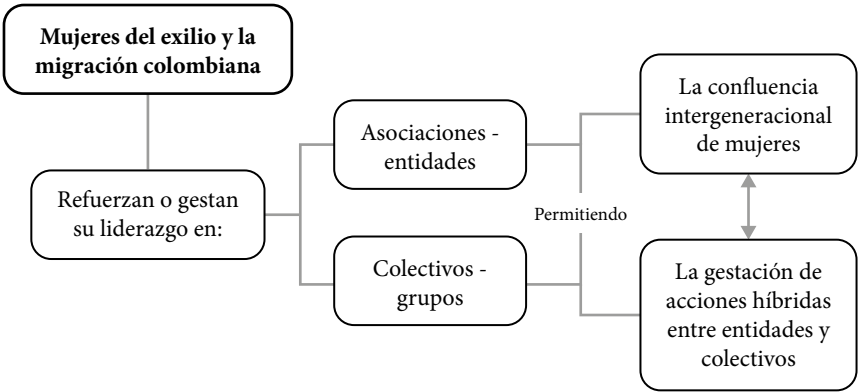 Mujeres del exilio y la
migración colombiana
Refuerzan o gestan
su liderazgo en:
Asociaciones -
entidades
Colectivos -
grupos
Permitiendo
La confluencia
intergeneracional
de mujeres
La gestación de
acciones híbridas
entre entidades y
colectivos